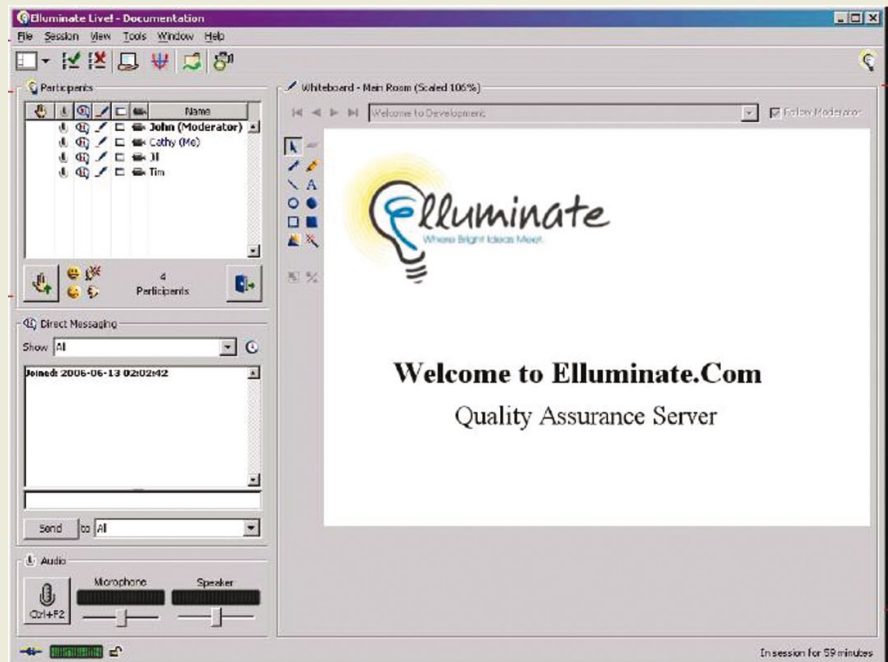 Elluminate Live! - Documentation
File Session View Tools Window Help
Participants
Name
John (Moderator)
Cathy (Me)
Jil
Tim
4
Participants
Direct Messaging
Show All
Joined: 2006-06-13 02:02:42
Send to All
Audio
Microphone Speaker
Ctrl+F2
Whiteboard - Main Room (Scaled 106%)
Welcome to Development
Follow Moderator
A
Elluminate
Where Bright Ideas Meet.
Welcome to Elluminate.Com
Quality Assurance Server
In session for 59 minutes